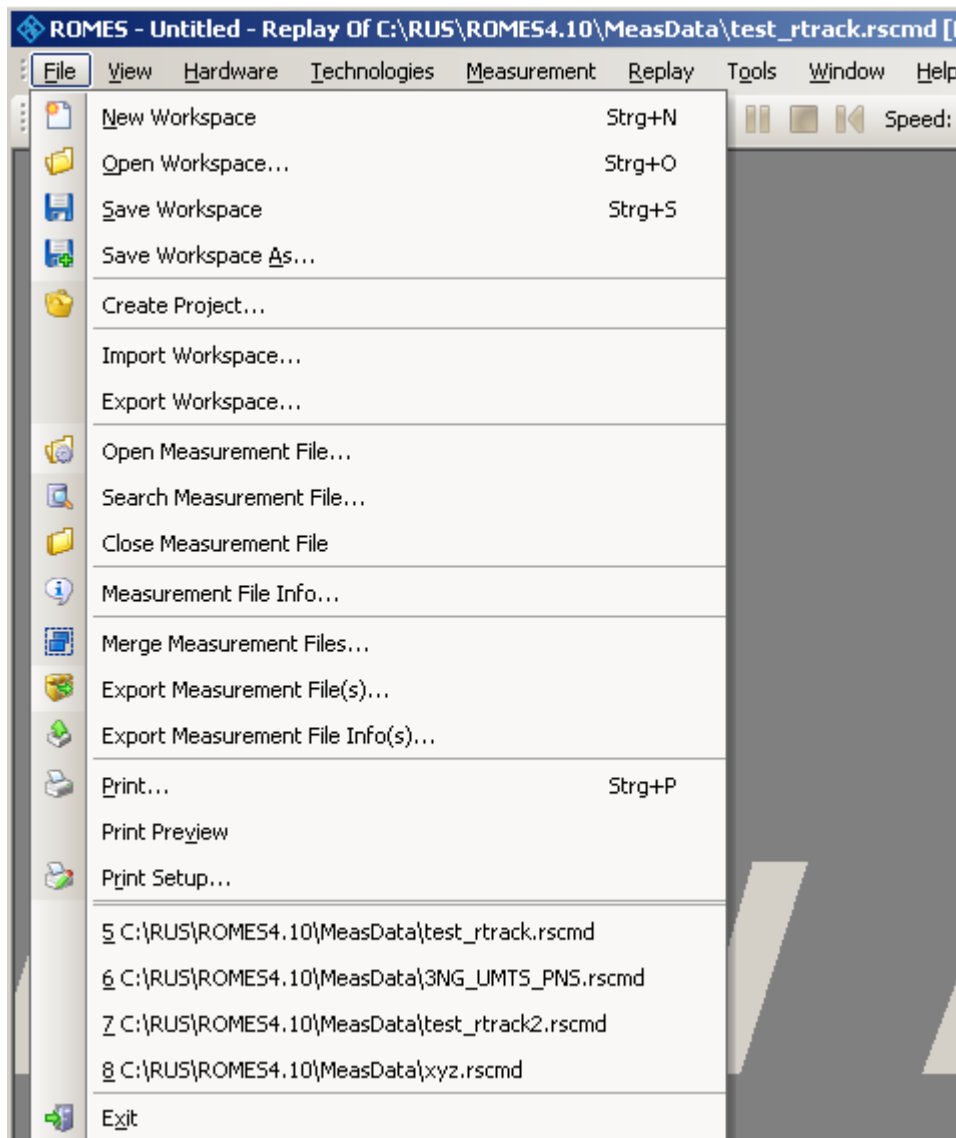 ROMES - Untitled - Replay Of C:\RUS\ROMES4.10\MeasData\test_rtrack.rscmd [
File View Hardware Technologies Measurement Replay Tools Window Help
Speed:
New Workspace Strg+N
Open Workspace... Strg+O
Save Workspace Strg+S
Save Workspace As...
Create Project...
Import Workspace...
Export Workspace...
Open Measurement File...
Search Measurement File...
Close Measurement File
Measurement File Info...
Merge Measurement Files...
Export Measurement File(s)...
Export Measurement File Info(s)...
Print... Strg+P
Print Preview
Print Setup...
5 C:\RUS\ROMES4.10\MeasData\test_rtrack.rscmd
6 C:\RUS\ROMES4.10\MeasData\3NG_UMTS_PNS.rscmd
7 C:\RUS\ROMES4.10\MeasData\test_rtrack2.rscmd
8 C:\RUS\ROMES4.10\MeasData\xyz.rscmd
Exit